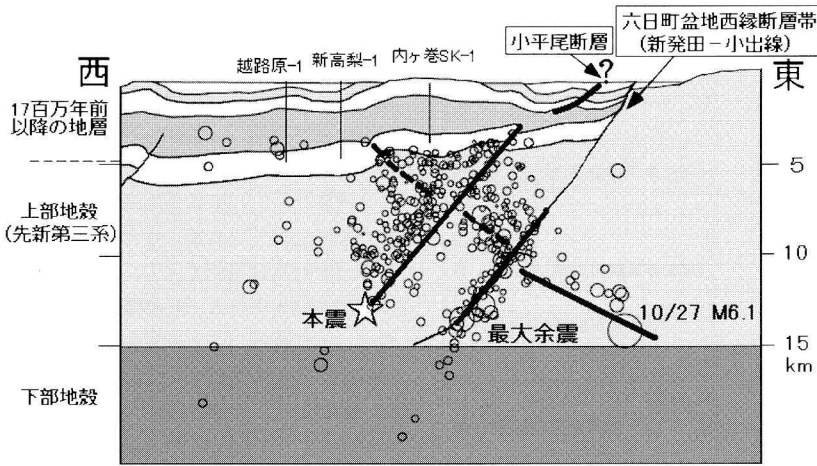 六日町盆地西縁断層帯
(新発田－小出線)
小平尾断層
?
西
東
越路原-1
新高梨-1
内ヶ巻SK-1
17百万年前
以降の地層
5
上部地殻
(先新第三系)
10
本震
最大余震
10/27 M6.1
15
km
下部地殻